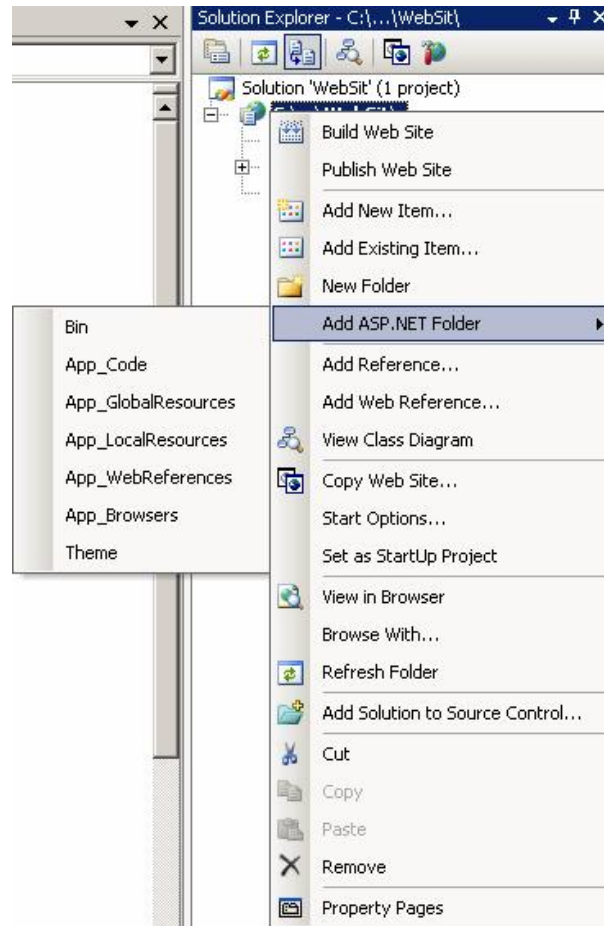 Solution Explorer - C:\...\WebSit\
Solution 'WebSit' (1 project)
Build Web Site
Publish Web Site
Add New Item...
Add Existing Item...
New Folder
Add ASP.NET Folder
Bin
App_Code
App_GlobalResources
App_LocalResources
App_WebReferences
App_Browsers
Theme
Add Reference...
Add Web Reference...
View Class Diagram
Copy Web Site...
Start Options...
Set as StartUp Project
View in Browser
Browse With...
Refresh Folder
Add Solution to Source Control...
Cut
Copy
Paste
Remove
Property Pages